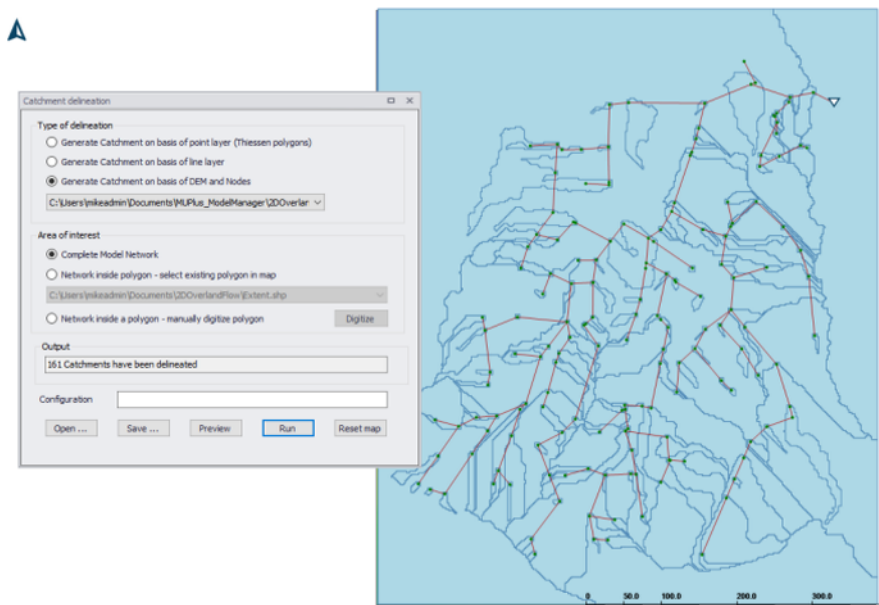 Catchment delineation
Type of delineation
Generate Catchment on basis of point layer (Thiessen polygons)
Generate Catchment on basis of line layer
Generate Catchment on basis of DEM and Nodes
C:\Users\mikeadmin\Documents\MUPlus_ModelManager\2DOverlar
Area of interest
Complete Model Network
Network inside polygon - select existing polygon in map
C:\Users\mikeadmin\Documents\2DOverlandFlow\Extent.shp
Network inside a polygon - manually digitize polygon
Digitize
Output
161 Catchments have been delineated
Configuration
Open ... Save ... Preview Run Reset map
0 50.0 100.0 200.0 300.0